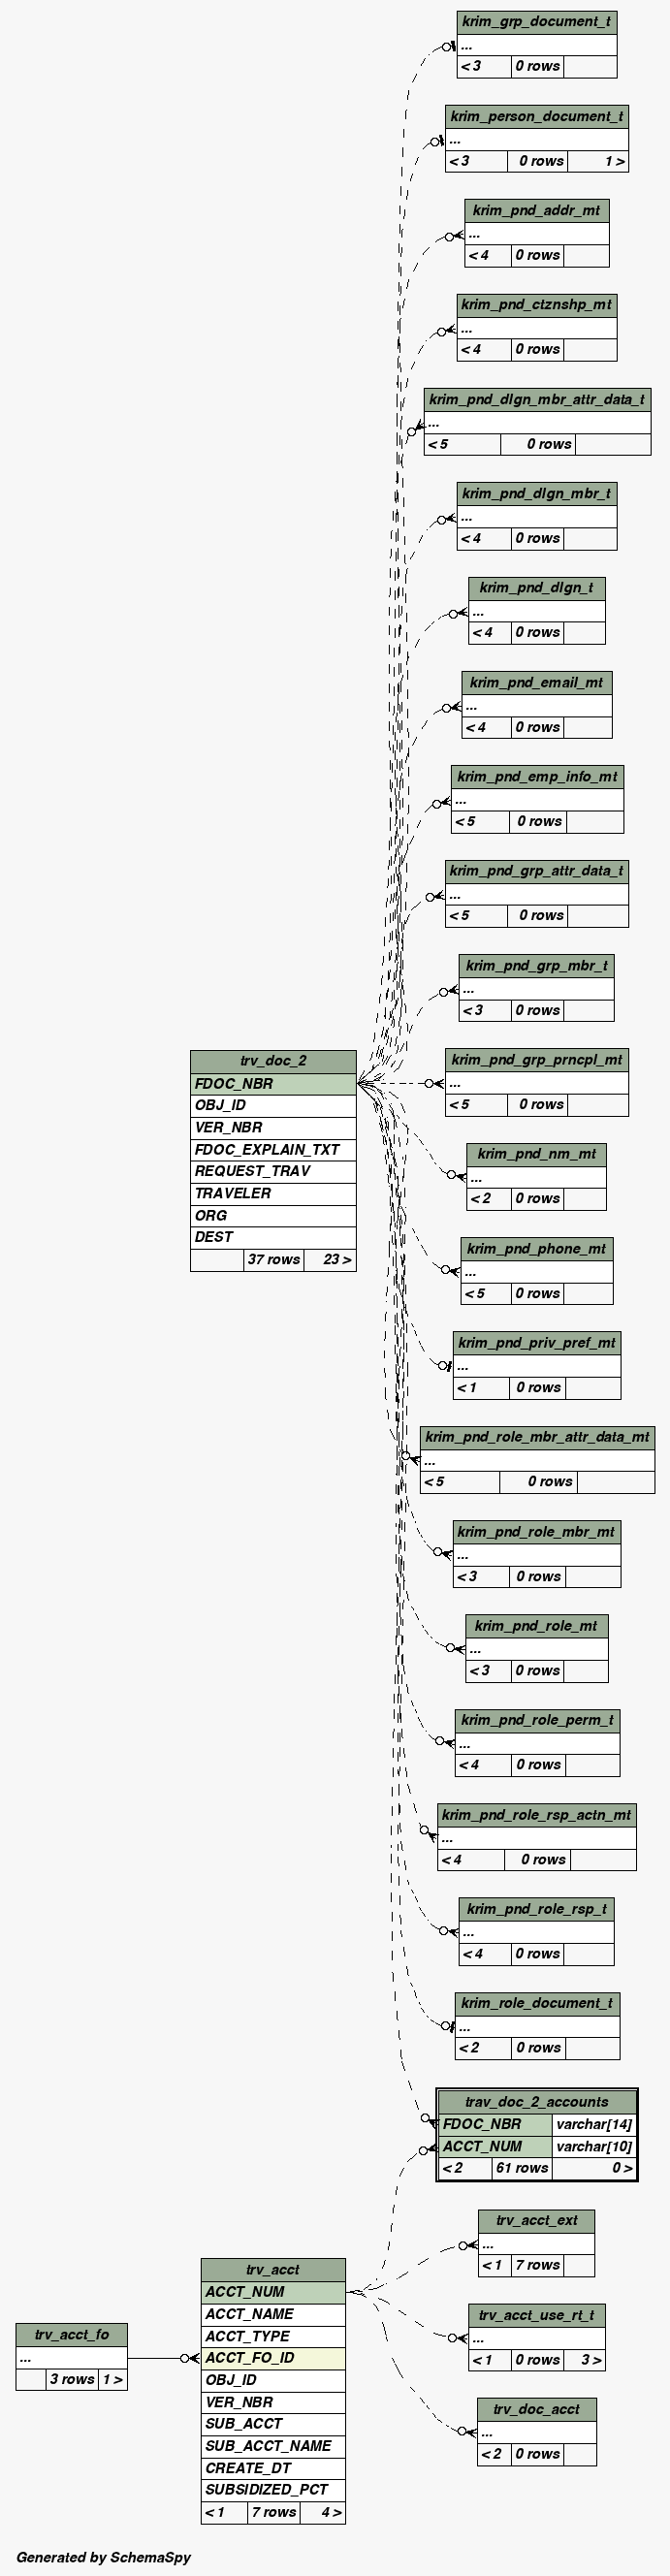 krim_grp_document_t
...
< 3 0 rows
krim_person_document_t
...
< 3 0 rows 1 >
krim_pnd_addr_mt
...
< 4 0 rows
krim_pnd_ctznshp_mt
...
< 4 0 rows
krim_pnd_dlgn_mbr_attr_data_t
...
< 5 0 rows
krim_pnd_dlgn_mbr_t
...
< 4 0 rows
krim_pnd_dlgn_t
...
< 4 0 rows
krim_pnd_email_mt
...
< 4 0 rows
krim_pnd_emp_info_mt
...
< 5 0 rows
krim_pnd_grp_attr_data_t
...
< 5 0 rows
krim_pnd_grp_mbr_t
...
< 3 0 rows
krim_pnd_grp_prncpl_mt
...
< 5 0 rows
trv_doc_2
FDOC_NBR
OBJ_ID
VER_NBR
FDOC_EXPLAIN_TXT
REQUEST_TRAV
TRAVELER
ORG
DEST
37 rows 23 >
krim_pnd_nm_mt
...
< 2 0 rows
krim_pnd_phone_mt
...
< 5 0 rows
krim_pnd_priv_pref_mt
...
< 1 0 rows
krim_pnd_role_mbr_attr_data_mt
...
< 5 0 rows
krim_pnd_role_mbr_mt
...
< 3 0 rows
krim_pnd_role_mt
...
< 3 0 rows
krim_pnd_role_perm_t
...
< 4 0 rows
krim_pnd_role_rsp_actn_mt
...
< 4 0 rows
krim_pnd_role_rsp_t
...
< 4 0 rows
krim_role_document_t
...
< 2 0 rows
trav_doc_2_accounts
FDOC_NBR varchar[14]
ACCT_NUM varchar[10]
< 2 61 rows 0 >
trv_acct_ext
...
< 1 7 rows
trv_acct_use_rt_t
...
< 1 0 rows 3 >
trv_doc_acct
...
< 2 0 rows
trv_acct
ACCT_NUM
ACCT_NAME
ACCT_TYPE
ACCT_FO_ID
OBJ_ID
VER_NBR
SUB_ACCT
SUB_ACCT_NAME
CREATE_DT
SUBSIDIZED_PCT
< 1 7 rows 4 >
trv_acct_fo
...
3 rows 1 >
Generated by SchemaSpy